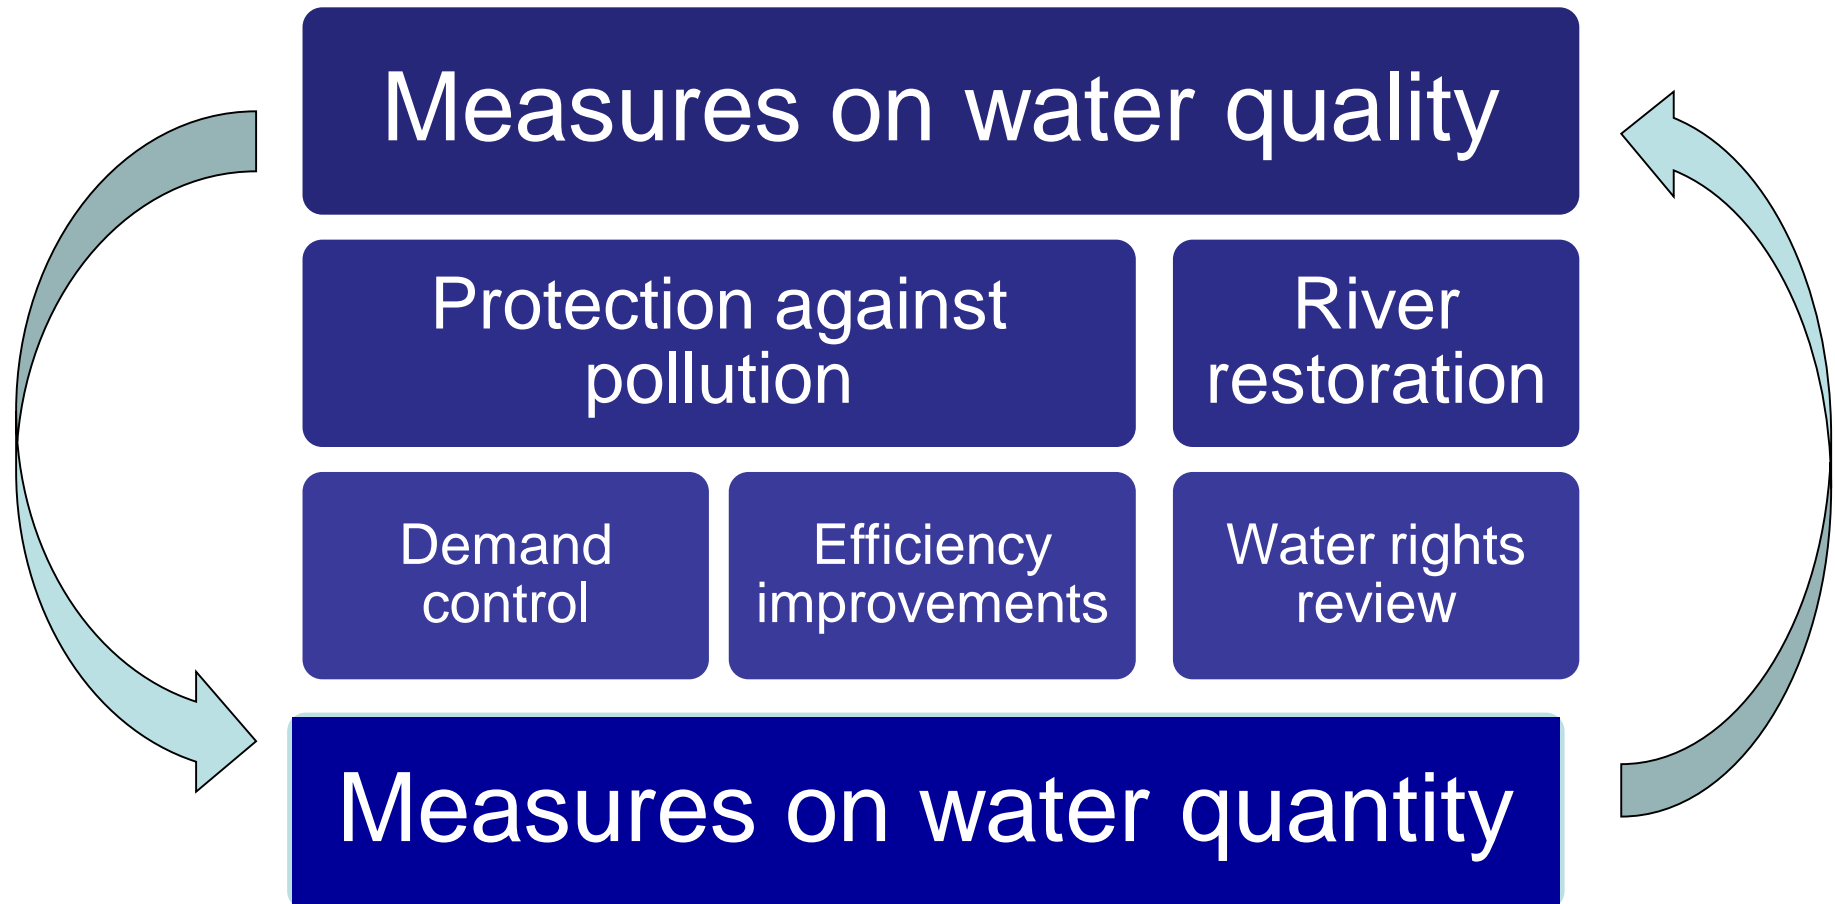 Measures on water quality
Protection against
pollution
River
restoration
Demand
control
Efficiency
improvements
Water rights
review
Measures on water quantity